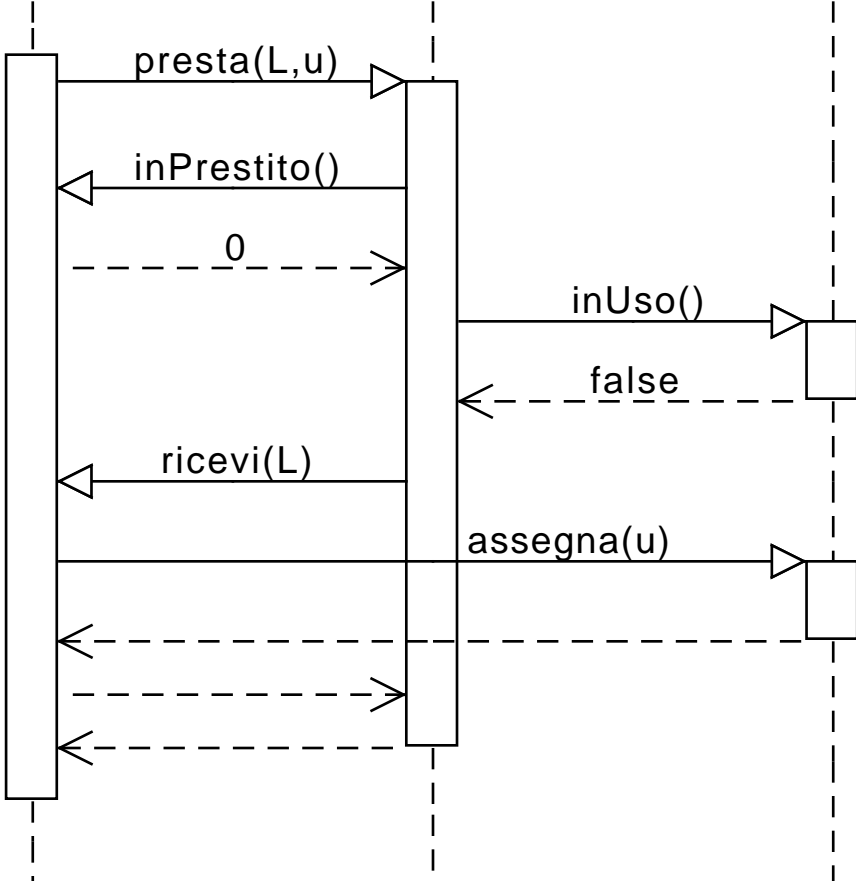 presta(L,u)
inPrestito()
0
inUso()
false
ricevi(L)
assegna(u)